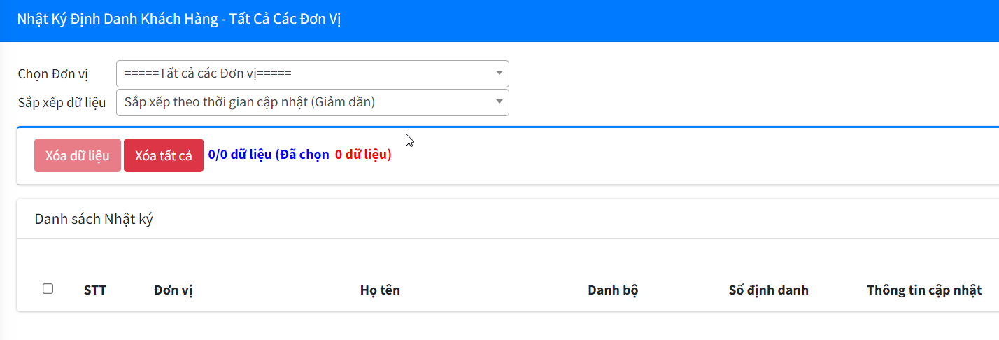 Nhật Ký Định Danh Khách Hàng - Tất Cả Các Đơn Vị
Chọn Đơn vị
=====Tất cả các Đơn vị=====
Sắp xếp dữ liệu
Sắp xếp theo thời gian cập nhật (Giảm dần)
Xóa dữ liệu
Xóa tất cả
0/0 dữ liệu (Đã chọn 0 dữ liệu)
Danh sách Nhật ký
STT Đơn vị Họ tên Danh bộ Số định danh Thông tin cập nhật